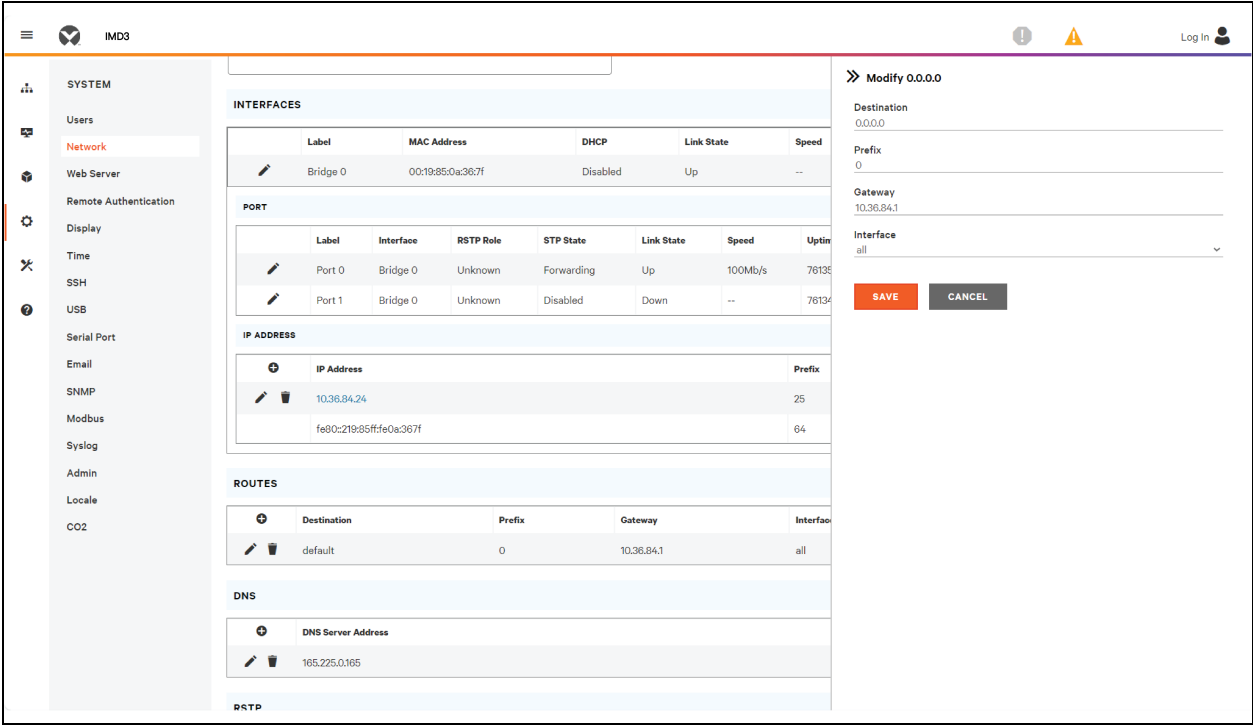 IMD3
Log In
SYSTEM
Users
Network
Web Server
Remote Authentication
Display
Time
SSH
USB
Serial Port
Email
SNMP
Modbus
Syslog
Admin
Locale
CO2
INTERFACES
Label MAC Address DHCP Link State Speed
Bridge 0 00:19:85:0a:36:7f Disabled Up --
PORT
Label Interface RSTP Role STP State Link State Speed Uptim
Port 0 Bridge 0 Unknown Forwarding Up 100Mb/s 76135
Port 1 Bridge 0 Unknown Disabled Down -- 76134
IP ADDRESS
IP Address Prefix
10.36.84.24 25
fe80::219:85ff:fe0a:367f 64
ROUTES
Destination Prefix Gateway Interfac
default 0 10.36.84.1 all
DNS
DNS Server Address
165.225.0.165
RSTP
Modify 0.0.0.0
Destination
0.0.0.0
Prefix
0
Gateway
10.36.84.1
Interface
all
SAVE CANCEL